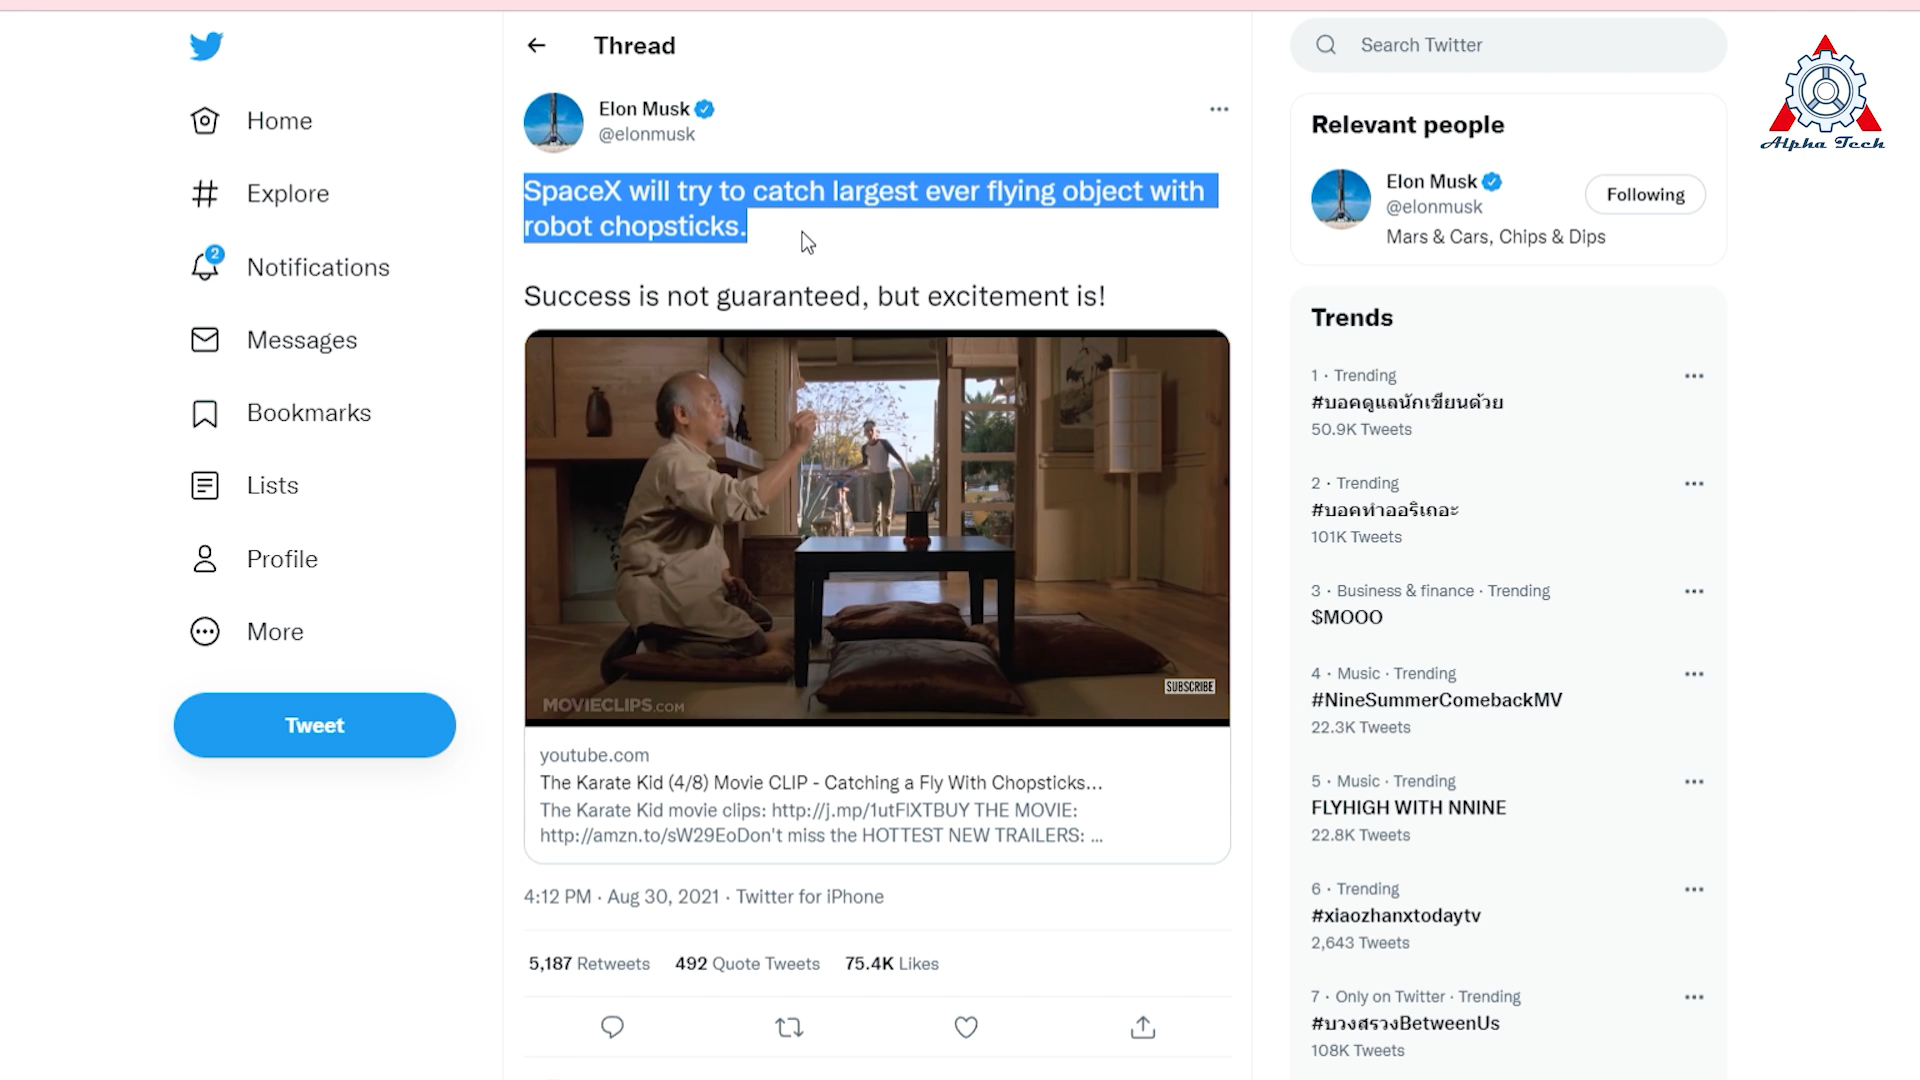 Home
Explore
2
Notifications
Messages
Bookmarks
Lists
Profile
More
Tweet
Thread
Elon Musk
@elonmusk
SpaceX will try to catch largest ever flying object with
robot chopsticks.
Success is not guaranteed, but excitement is!
SUBSCRIBE
MOVIECLIPS.COM
youtube.com
The Karate Kid (4/8) Movie CLIP - Catching a Fly With Chopsticks...
The Karate Kid movie clips: http://j.mp/1utFlXTBUY THE MOVIE:
http://amzn.to/sW29EoDon't miss the HOTTEST NEW TRAILERS: ...
4:12 PM · Aug 30, 2021 · Twitter for iPhone
5,187 Retweets 492 Quote Tweets 75.4K Likes
Search Twitter
Relevant people
Elon Musk
@elonmusk
Following
Mars & Cars, Chips & Dips
Trends
1 · Trending
#บอคดูแลนักเขียนด้วย
50.9K Tweets
2 · Trending
#บอคทำออริเถอะ
101K Tweets
3 · Business & finance · Trending
$MOOO
4 · Music · Trending
#NineSummerComebackMV
22.3K Tweets
5 · Music · Trending
FLYHIGH WITH NNINE
22.8K Tweets
6 · Trending
#xiaozhanxtodaytv
2,643 Tweets
7 · Only on Twitter · Trending
#บวงสรวงBetweenUs
108K Tweets
Alpha Tech